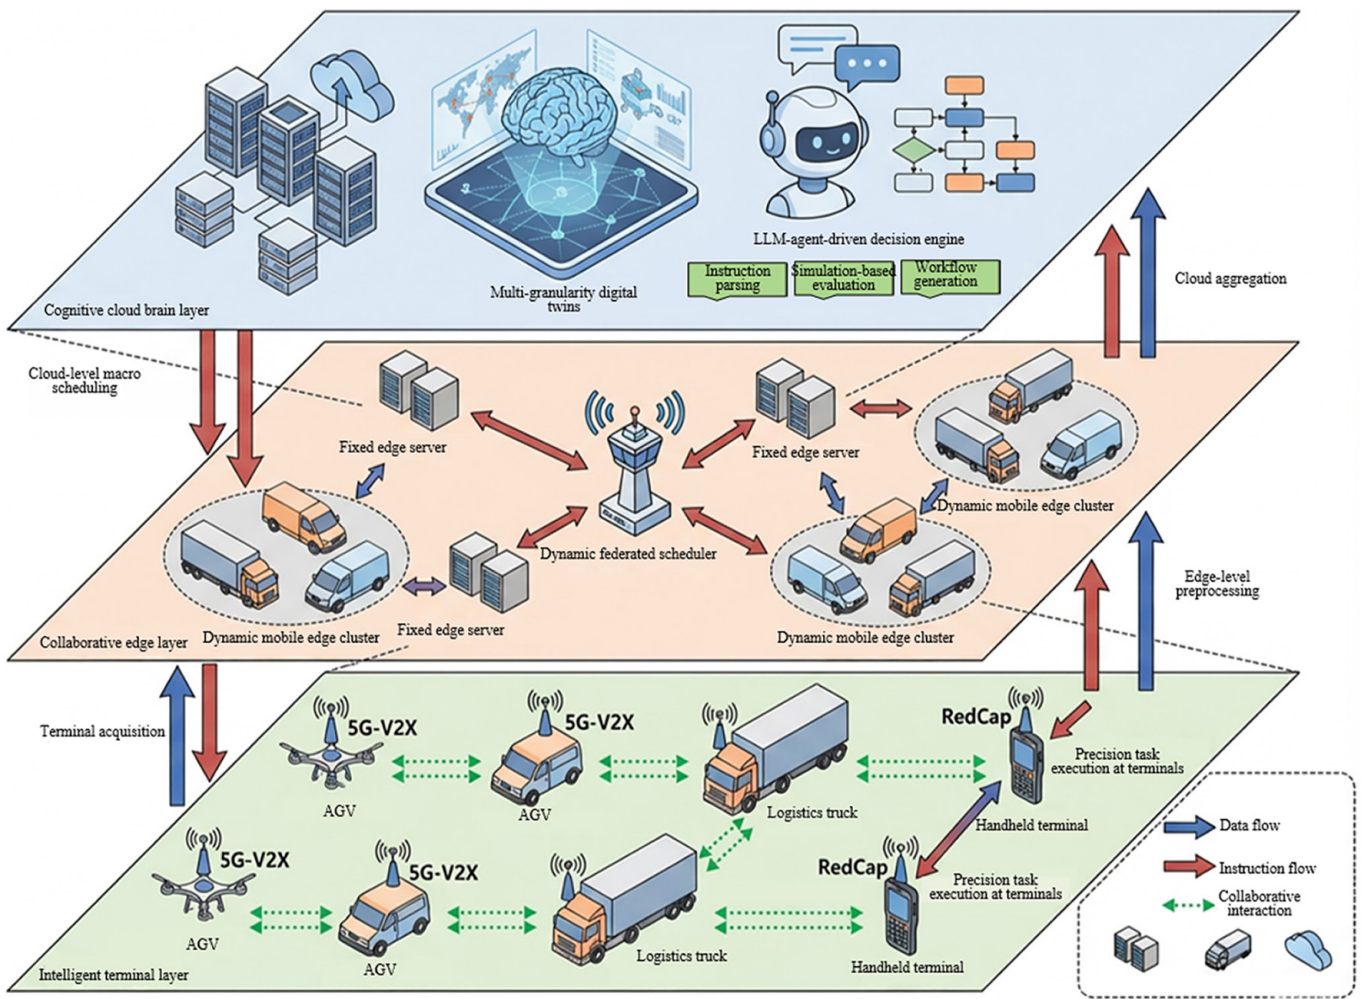 LLM-agent-driven decision engine
Instruction
parsing
Simulation-based
evaluation
Workflow
generation
Multi-granularity digital
twins
Cognitive cloud brain layer
Cloud aggregation
Cloud-level macro
scheduling
Fixed edge server
Fixed edge server
Dynamic mobile edge cluster
Dynamic federated scheduler
Edge-level
preprocessing
Fixed edge server
Dynamic mobile edge cluster
Dynamic mobile edge cluster
Collaborative edge layer
Terminal acquisition
5G-V2X
5G-V2X
RedCap
Precision task
execution at terminals
AGV
AGV
Logistics truck
Handheld terminal
5G-V2X
5G-V2X
RedCap
Precision task
execution at terminals
AGV
AGV
Logistics truck
Handheld terminal
Intelligent terminal layer
Data flow
Instruction flow
Collaborative
interaction